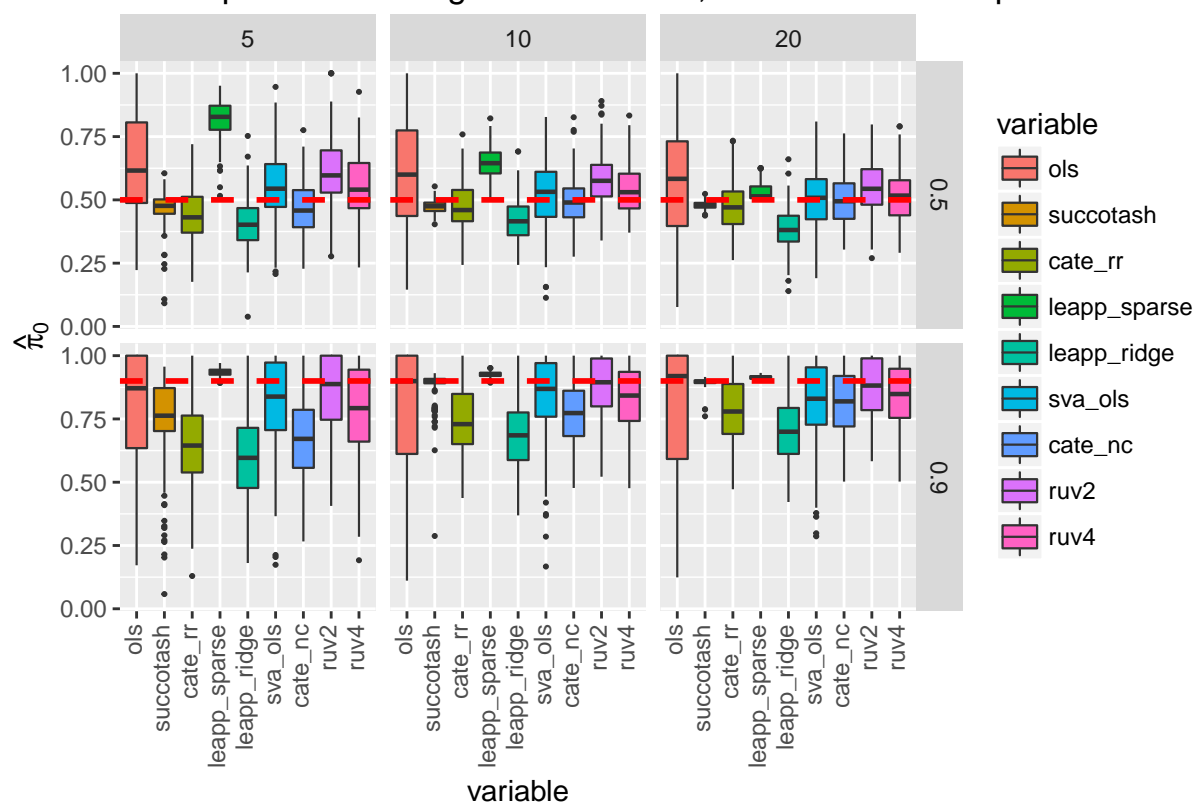 5 10 20
1.00
0.75
0.50
0.25
0.00
0.5
1.00
0.75
0.50
0.25
0.00
0.9
π̂0
ols succotash cate_rr leapp_sparse leapp_ridge sva_ols cate_nc ruv2 ruv4
ols succotash cate_rr leapp_sparse leapp_ridge sva_ols cate_nc ruv2 ruv4
ols succotash cate_rr leapp_sparse leapp_ridge sva_ols cate_nc ruv2 ruv4
variable
variable
ols
succotash
cate_rr
leapp_sparse
leapp_ridge
sva_ols
cate_nc
ruv2
ruv4